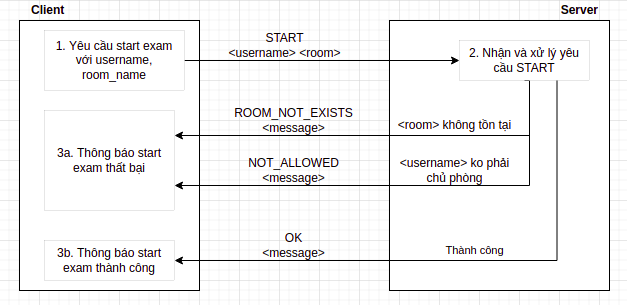 Client
Server
1. Yêu cầu start exam
với username,
room_name
START
<username> <room>
2. Nhận và xử lý yêu
cầu START
ROOM_NOT_EXISTS
<message>
<room> không tồn tại
3a. Thông báo start
exam thất bại
NOT_ALLOWED
<message>
<username> ko phải
chủ phòng
OK
<message>
Thành công
3b. Thông báo start
exam thành công